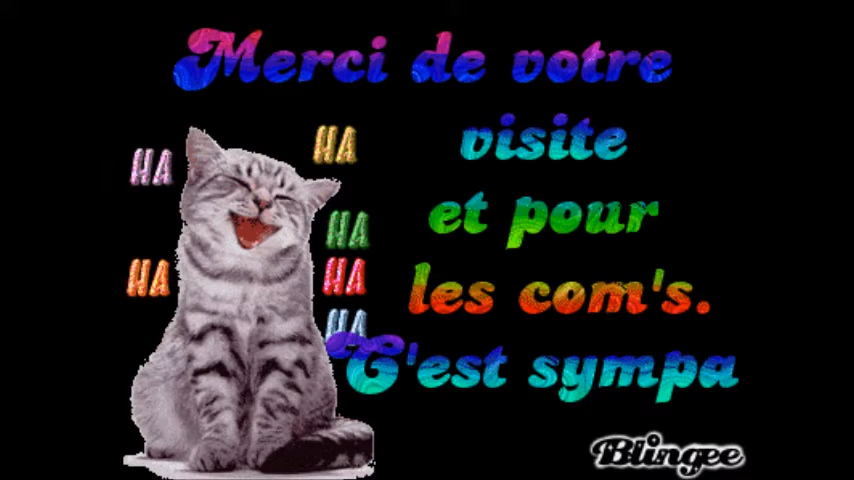 Merci de votre
visite
et pour
les com's.
C'est sympa
HA
HA
HA
HA
HA
HA
Blingee